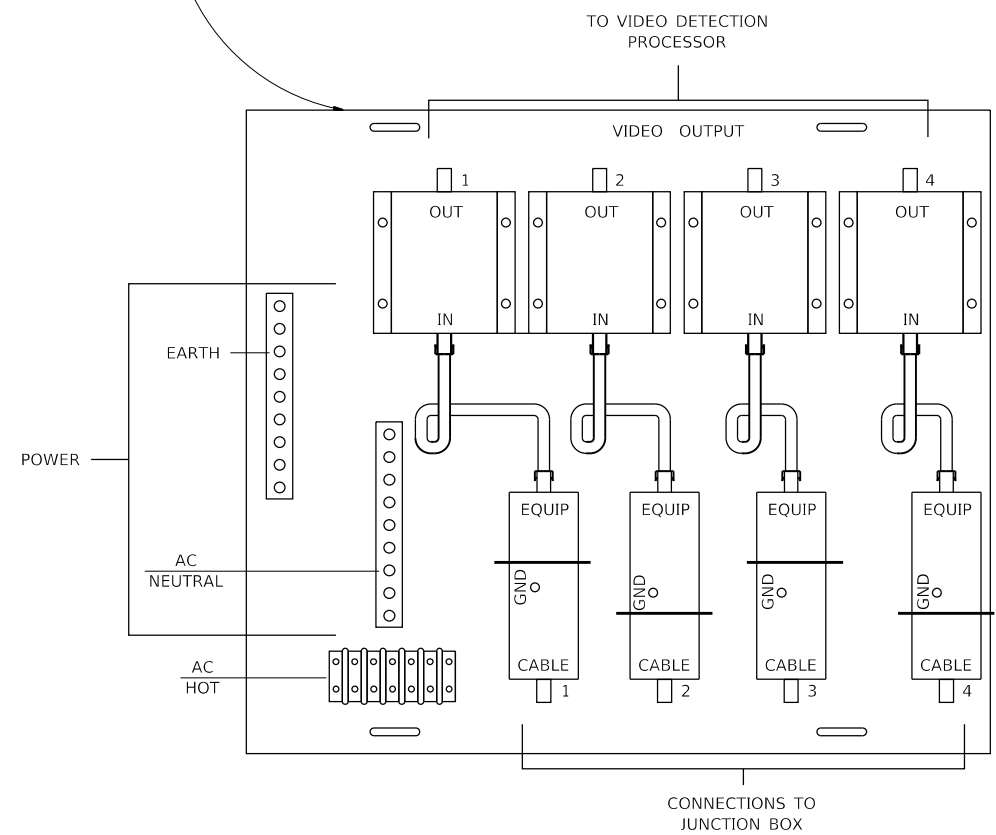 TO VIDEO DETECTION
PROCESSOR
VIDEO OUTPUT
1
2
3
4
OUT
OUT
OUT
OUT
IN
IN
IN
IN
EARTH
POWER
AC
NEUTRAL
AC
HOT
EQUIP
EQUIP
EQUIP
EQUIP
GND
GND
GND
GND
CABLE
CABLE
CABLE
CABLE
1
2
3
4
CONNECTIONS TO
JUNCTION BOX